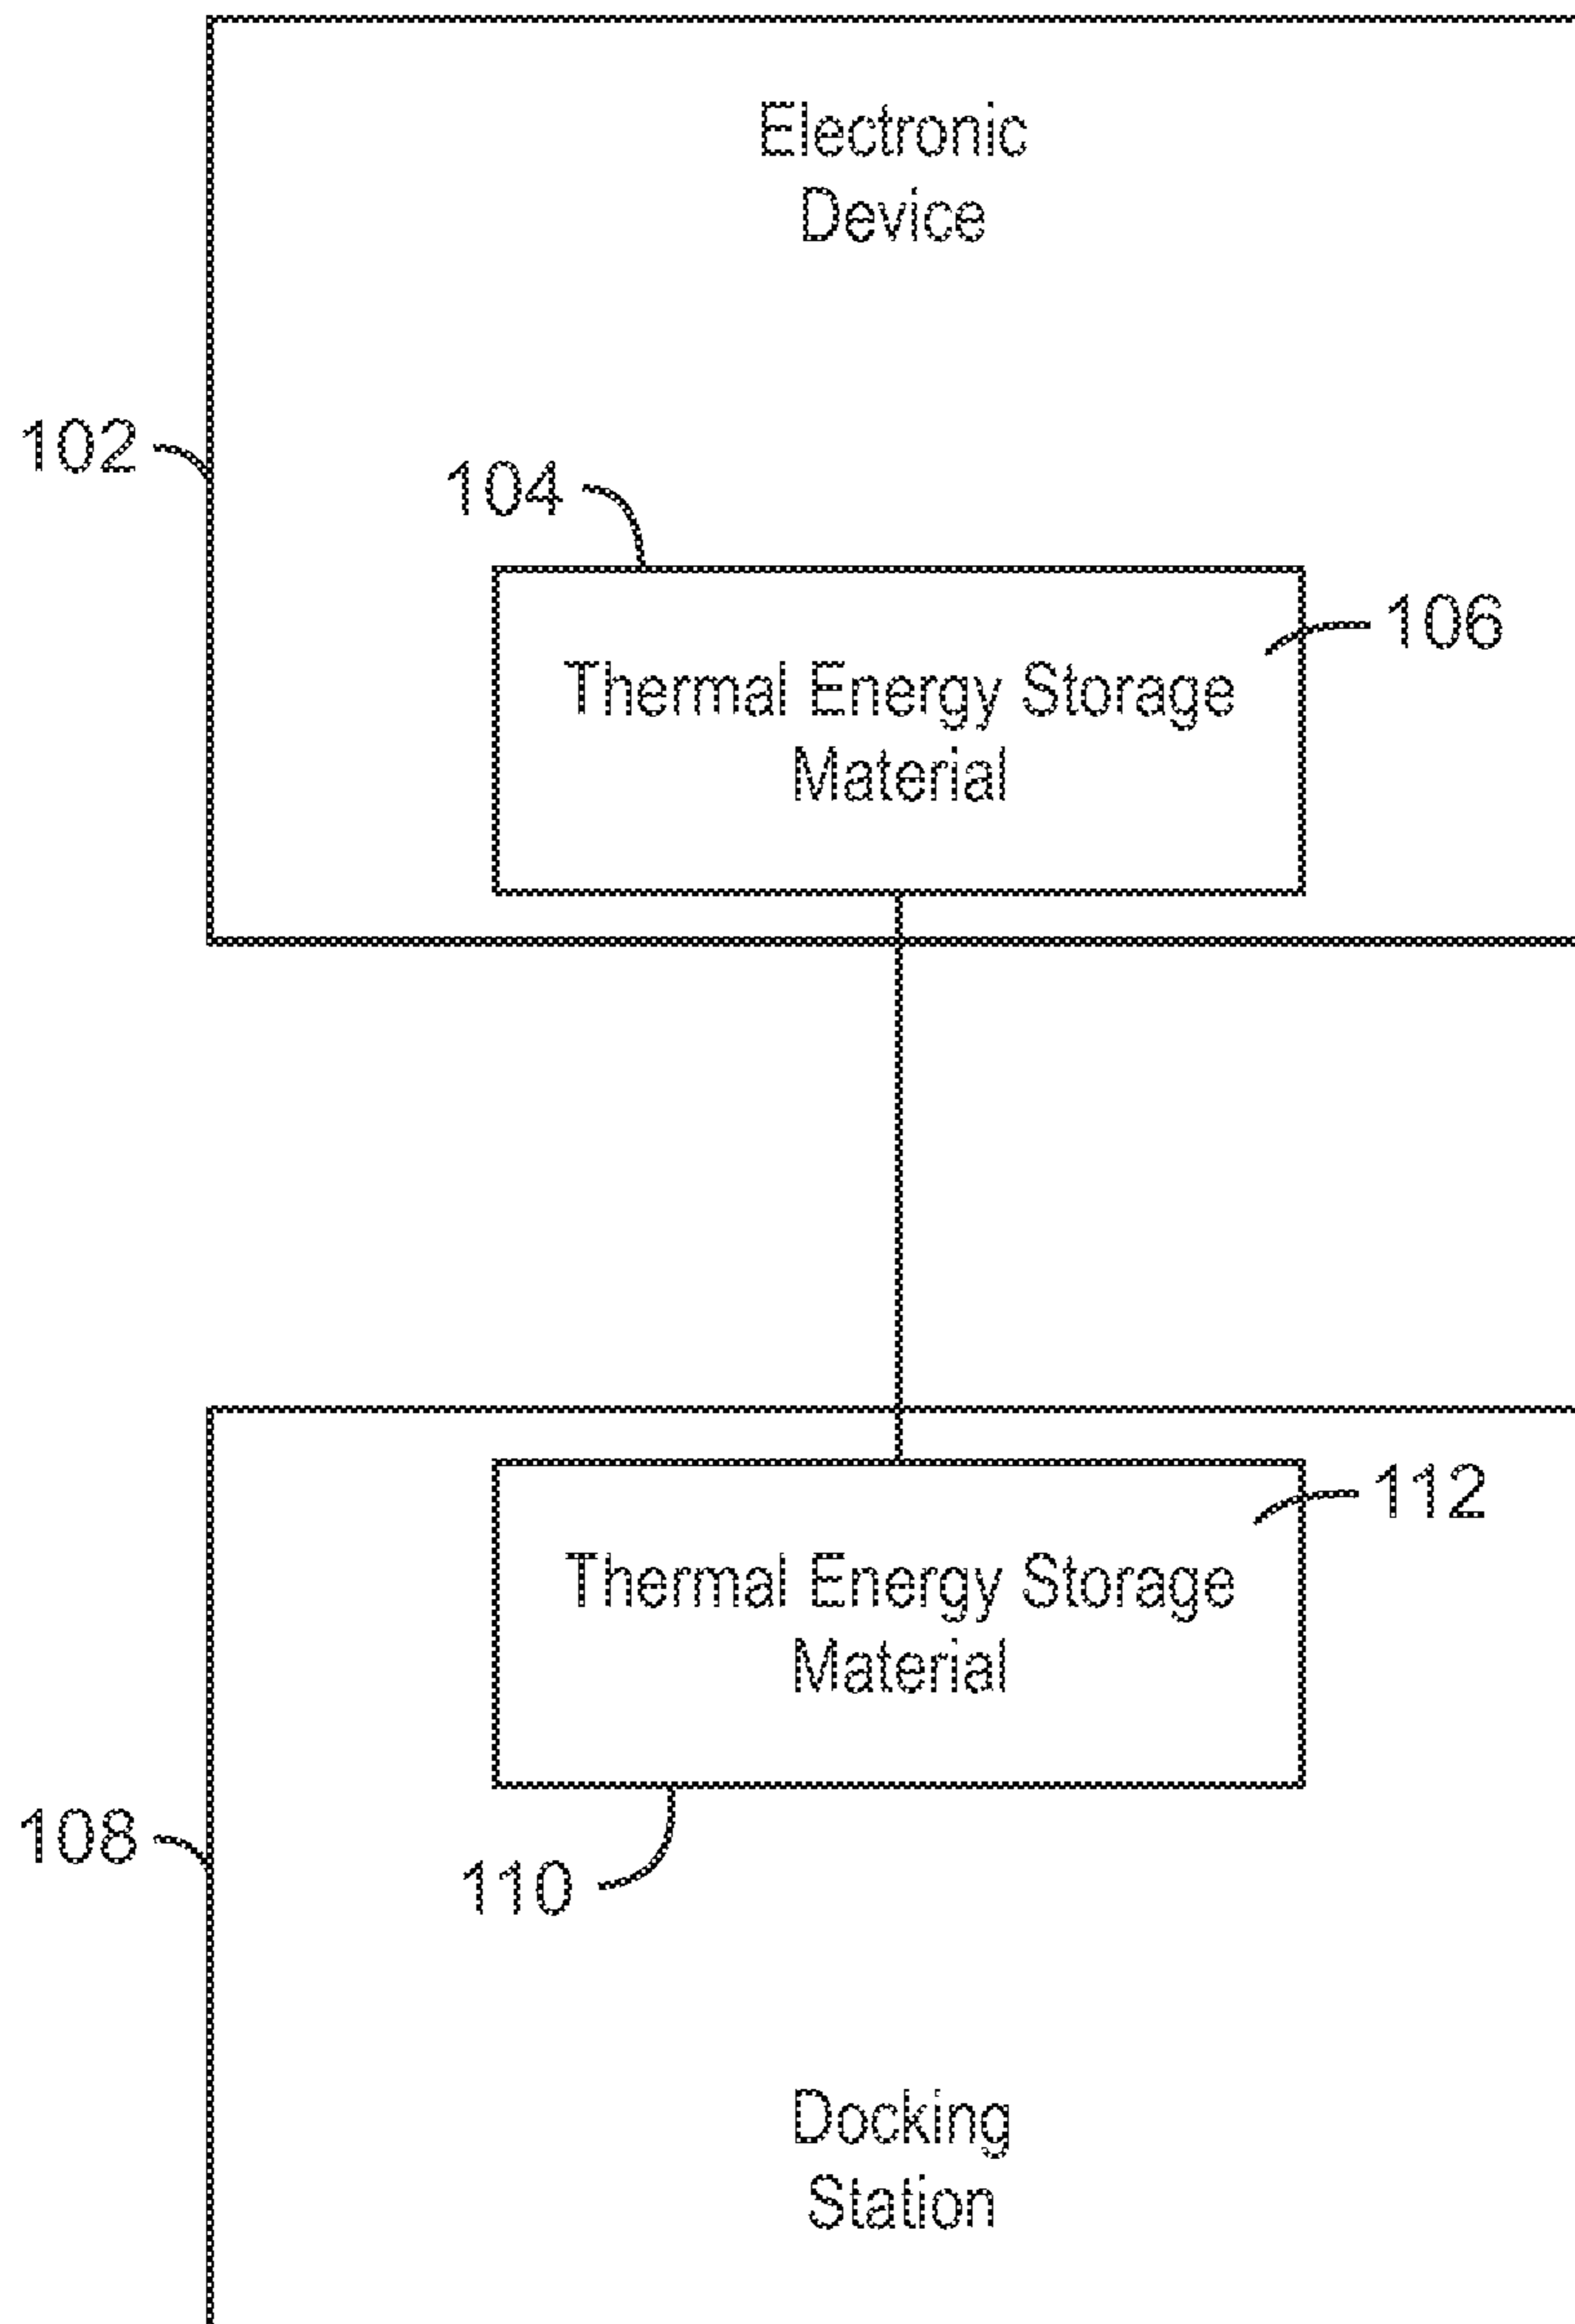 Electronic
Device
102
104
106
Thermal Energy Storage
Material
112
Thermal Energy Storage
Material
108
110
Docking
Station